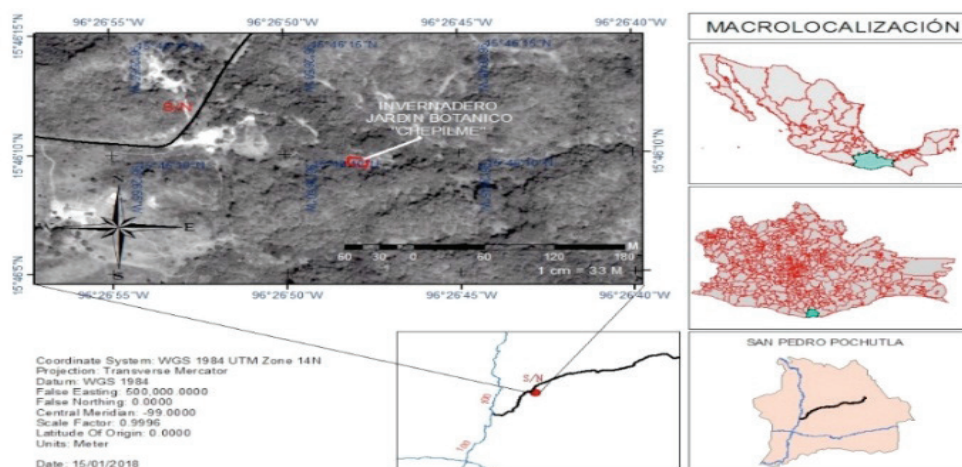 96°26'55"W 96°26'50"W 96°26'45"W 96°26'40"W
15°46'15"N
15°46'10"N
15°46'5"N
15°46'10"N
S/N
INVERNADERO
JARDIN BOTANICO
"CHEPILME"
N
E
S
60 30 0 60 120 180
M
1 cm = 33 M
96°26'55"W 96°26'50"W 96°26'45"W 96°26'40"W
MACROLOCALIZACIÓN
SAN PEDRO POCHUTLA
S/N
200
Coordinate System: WGS 1984 UTM Zone 14N
Projection: Transverse Mercator
Datum: WGS 1984
False Easting: 500,000.0000
False Northing: 0.0000
Central Meridian: -99.0000
Scale Factor: 0.9996
Latitude Of Origin: 0.0000
Units: Meter
Date: 15/01/2018